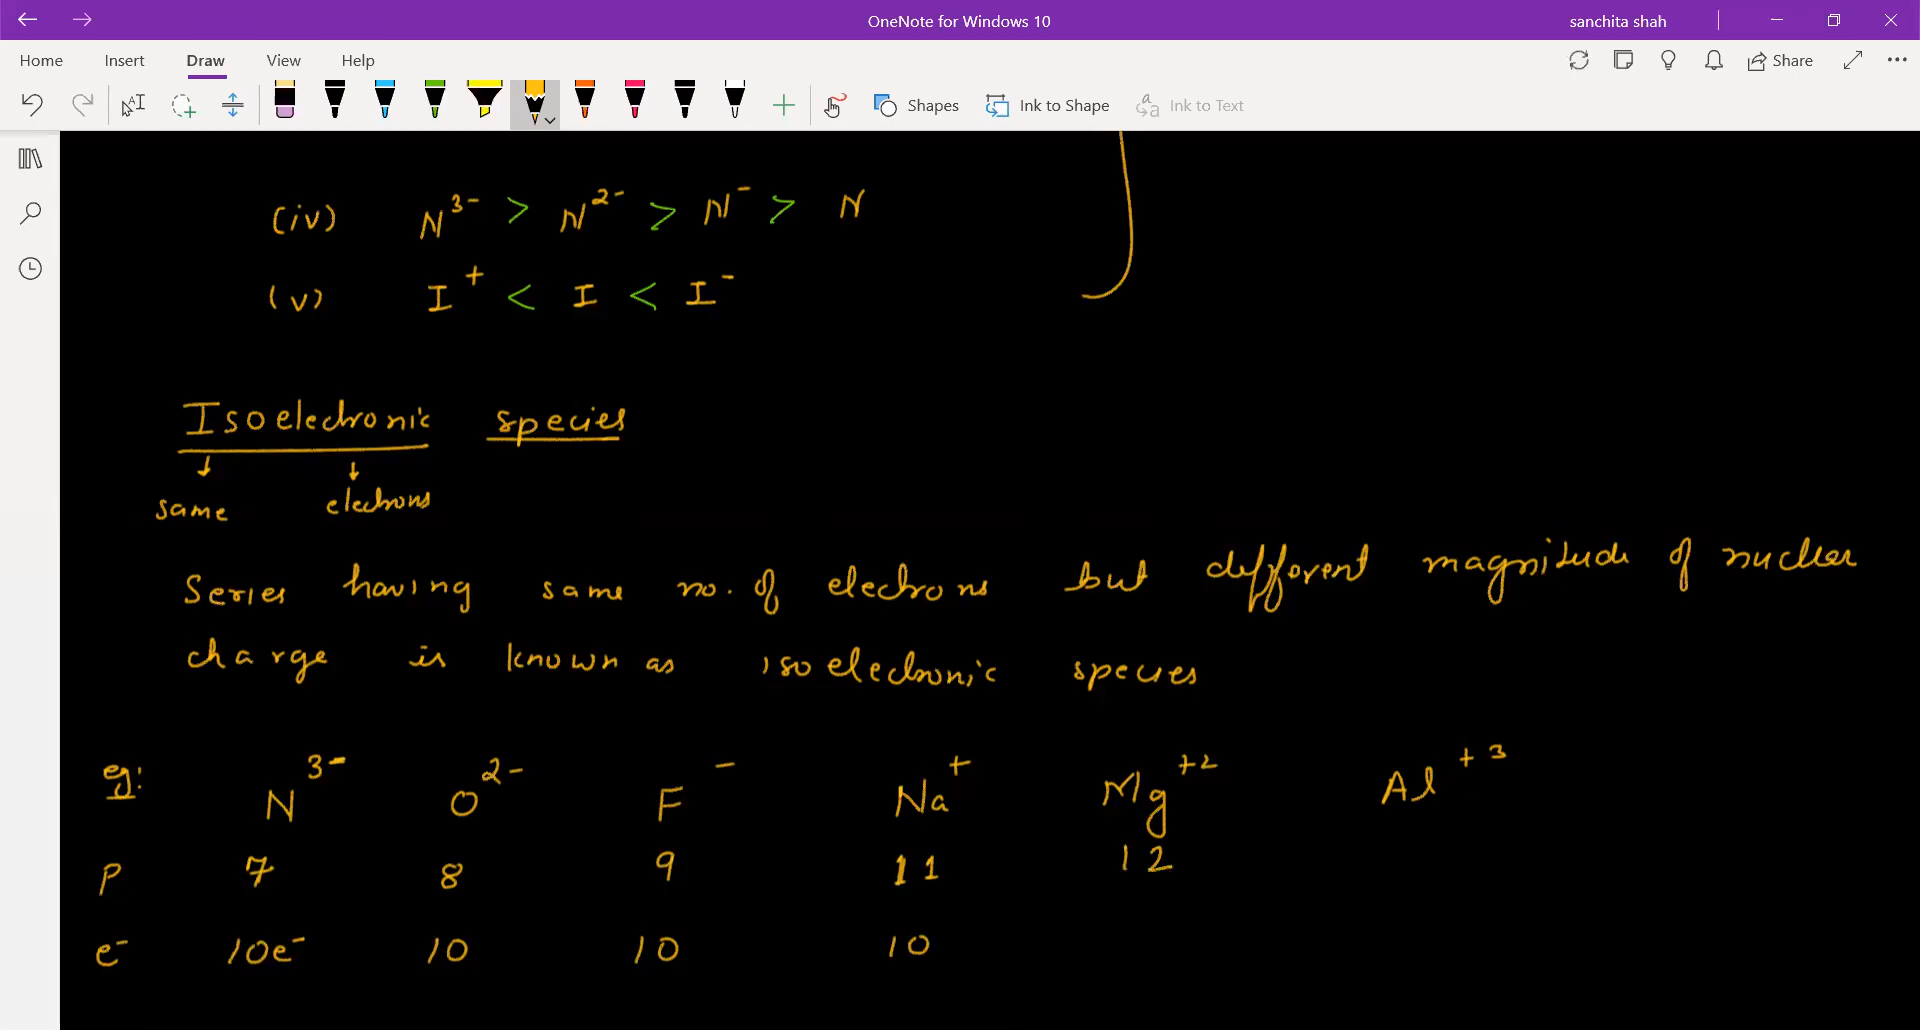 OneNote for Windows 10
sanchita shah
Home Insert Draw View Help
Share
Shapes Ink to Shape Ink to Text
(iv) N³⁻ > N²⁻ > N⁻ > N
(v) I⁺ < I < I⁻
Isoelectronic species
same electrons
Series having same no. of electrons but different magnitude of nuclear
charge is known as isoelectronic species
eg: N³⁻ O²⁻ F⁻ Na⁺ Mg⁺² Al⁺³
p 7 8 9 11 12
e⁻ 10e⁻ 10 10 10